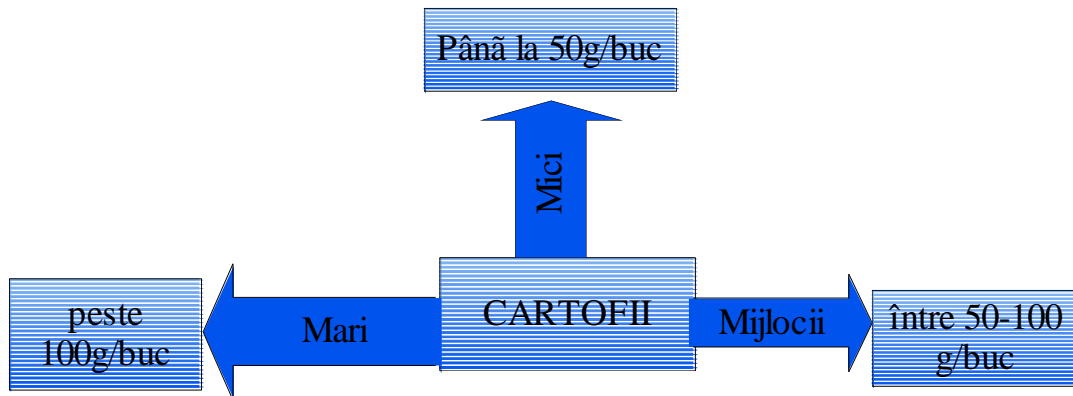 Pânã la 50g/buc
Mici
CARTOFII
Mari
peste
100g/buc
Mijlocii
între 50-100
g/buc